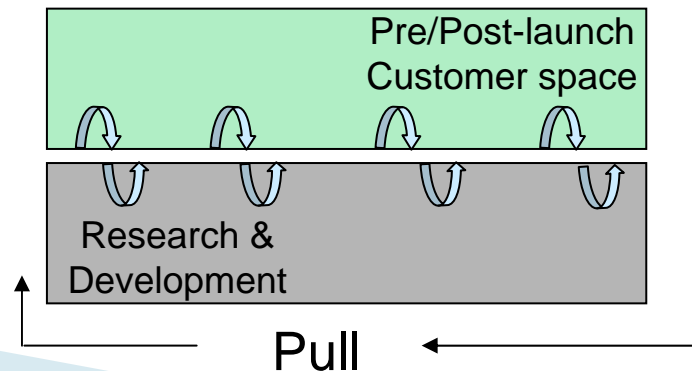 Pre/Post-launch
Customer space
Research &
Development
Pull